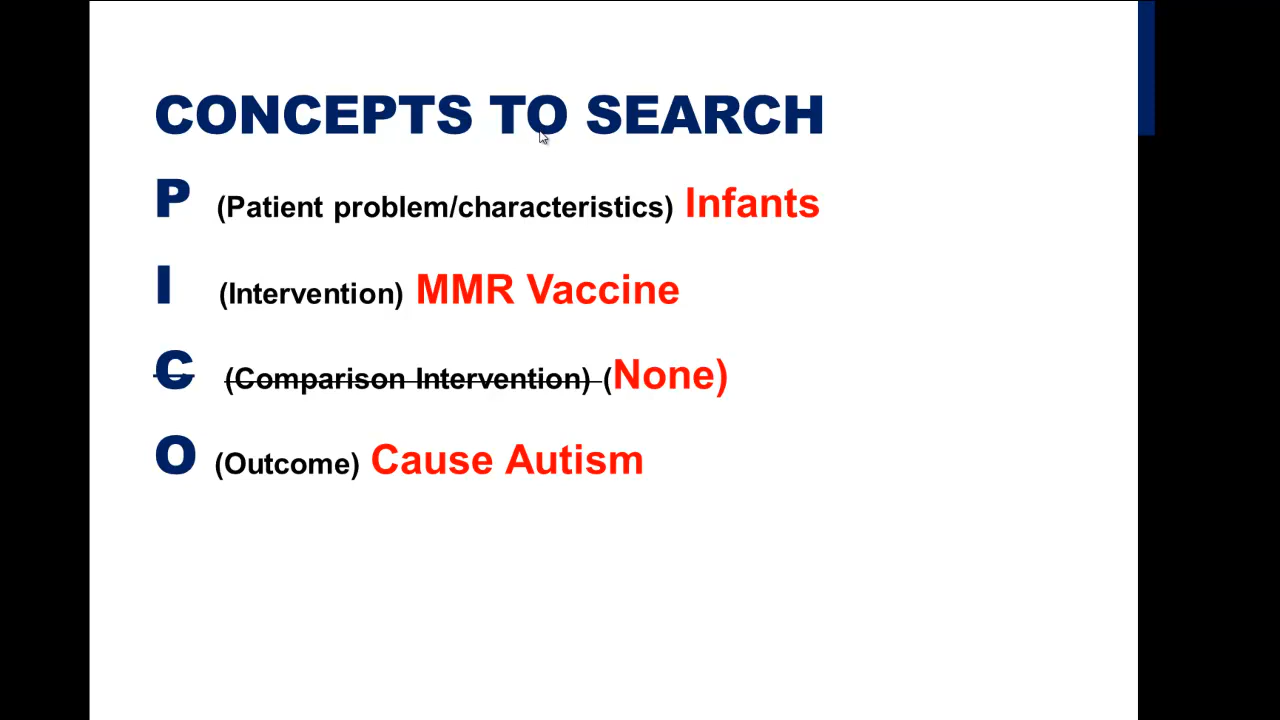 CONCEPTS TO SEARCH
P (Patient problem/characteristics) Infants
I (Intervention) MMR Vaccine
C (Comparison Intervention) (None)
O (Outcome) Cause Autism